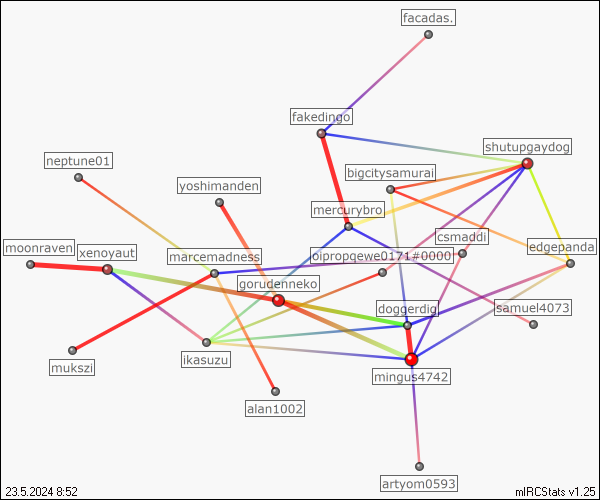 facadas.
fakedingo
shutupgaydog
neptune01
bigcitysamurai
yoshimanden
mercurybro
csmaddi
moonraven
xenoyaut
marcemadness
oipropqewe0171#0000
edgepanda
gorudenneko
doggerdig
samuel4073
ikasuzu
mukszi
mingus4742
alan1002
artyom0593
23.5.2024 8:52
mIRCStats v1.25